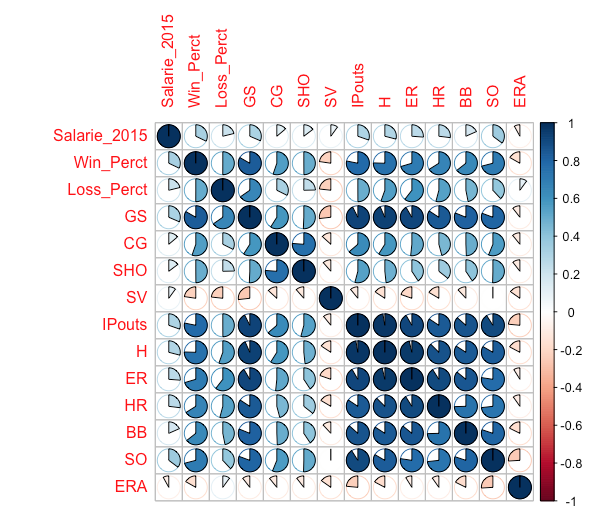 Salarie_2015 Win_Perct Loss_Perct GS CG SHO SV IPouts H ER HR BB SO ERA
Salarie_2015
Win_Perct
Loss_Perct
GS
CG
SHO
SV
IPouts
H
ER
HR
BB
SO
ERA
1
0.8
0.6
0.4
0.2
0
-0.2
-0.4
-0.6
-0.8
-1